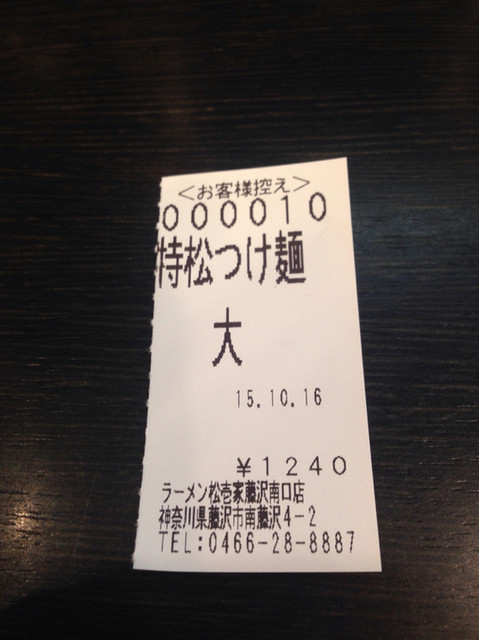 <お客様控え>
000010
特松つけ麺
大
15.10.16
¥1240
ラーメン松壱家藤沢南口店
神奈川県藤沢市南藤沢4-2
TEL:0466-28-8887